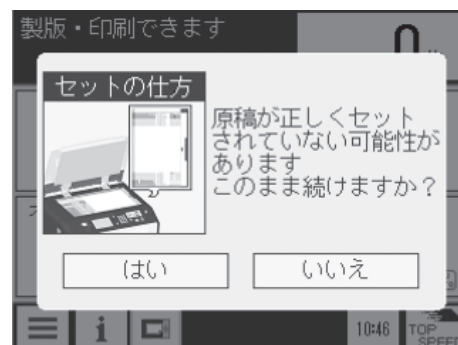 製版・印刷できます
セットの仕方
原稿が正しくセット
されていない可能性が
あります
このまま続けますか？
はい
いいえ
i
10:46
TOP
SPEED